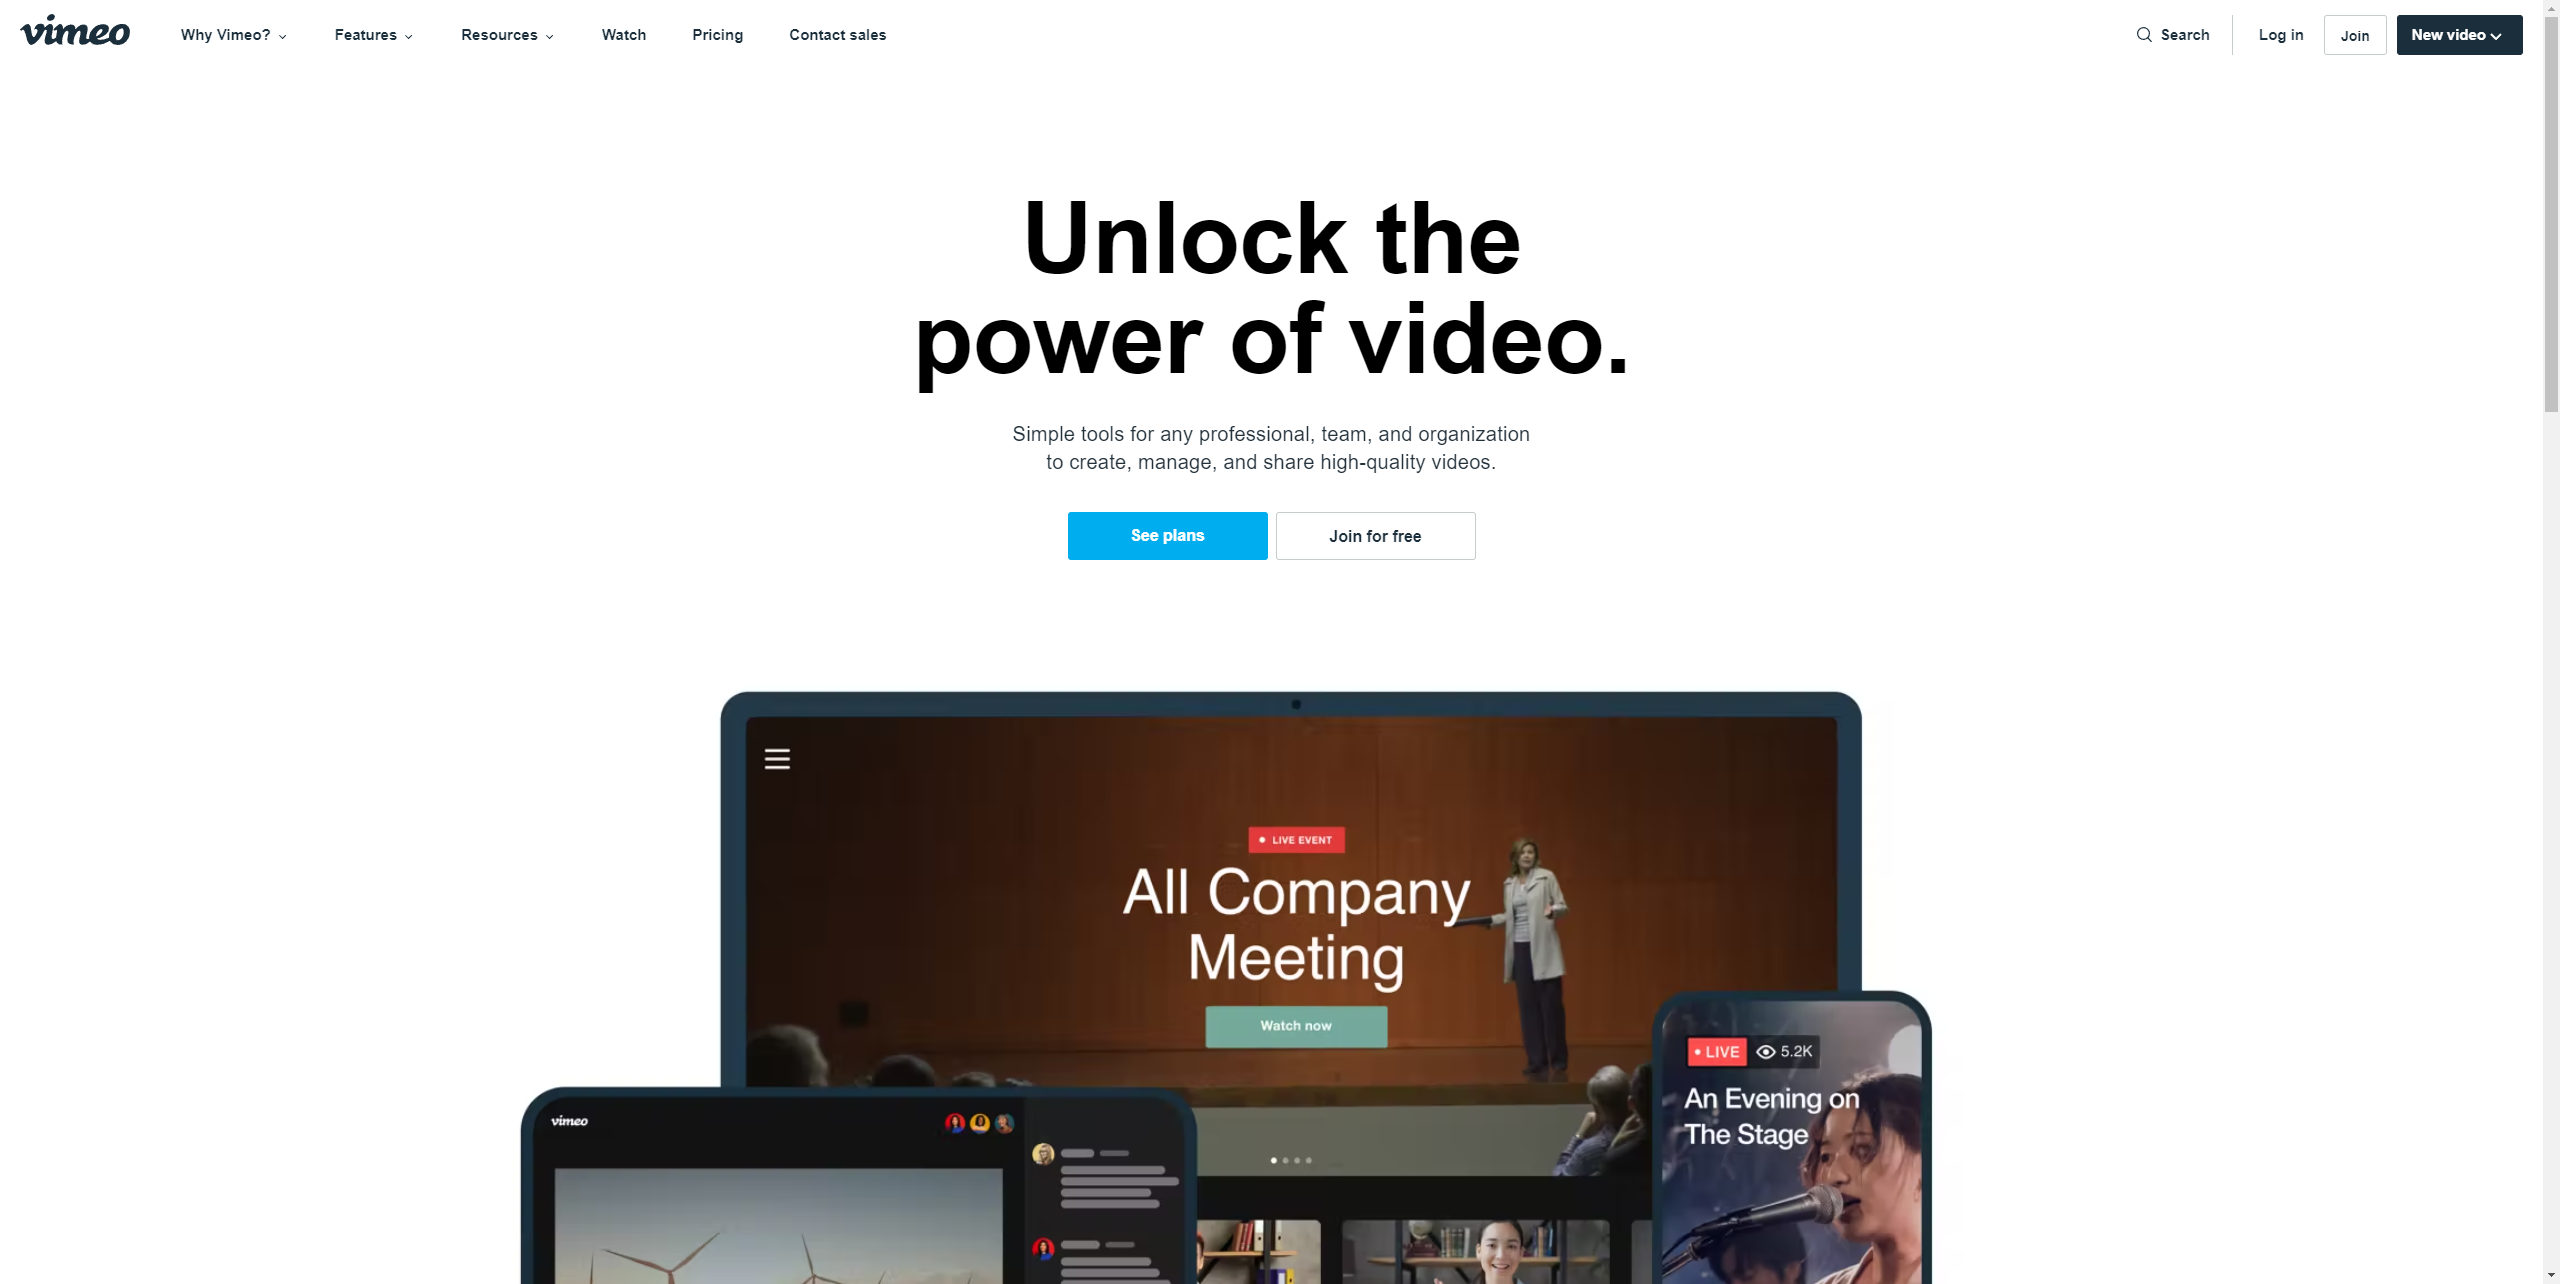 vimeo
Why Vimeo?
Features
Resources
Watch
Pricing
Contact sales
Search
Log in
Join
New video
Unlock the
power of video.
Simple tools for any professional, team, and organization
to create, manage, and share high-quality videos.
See plans
Join for free
LIVE EVENT
All Company
Meeting
Watch now
LIVE
5.2K
An Evening on
The Stage
vimeo